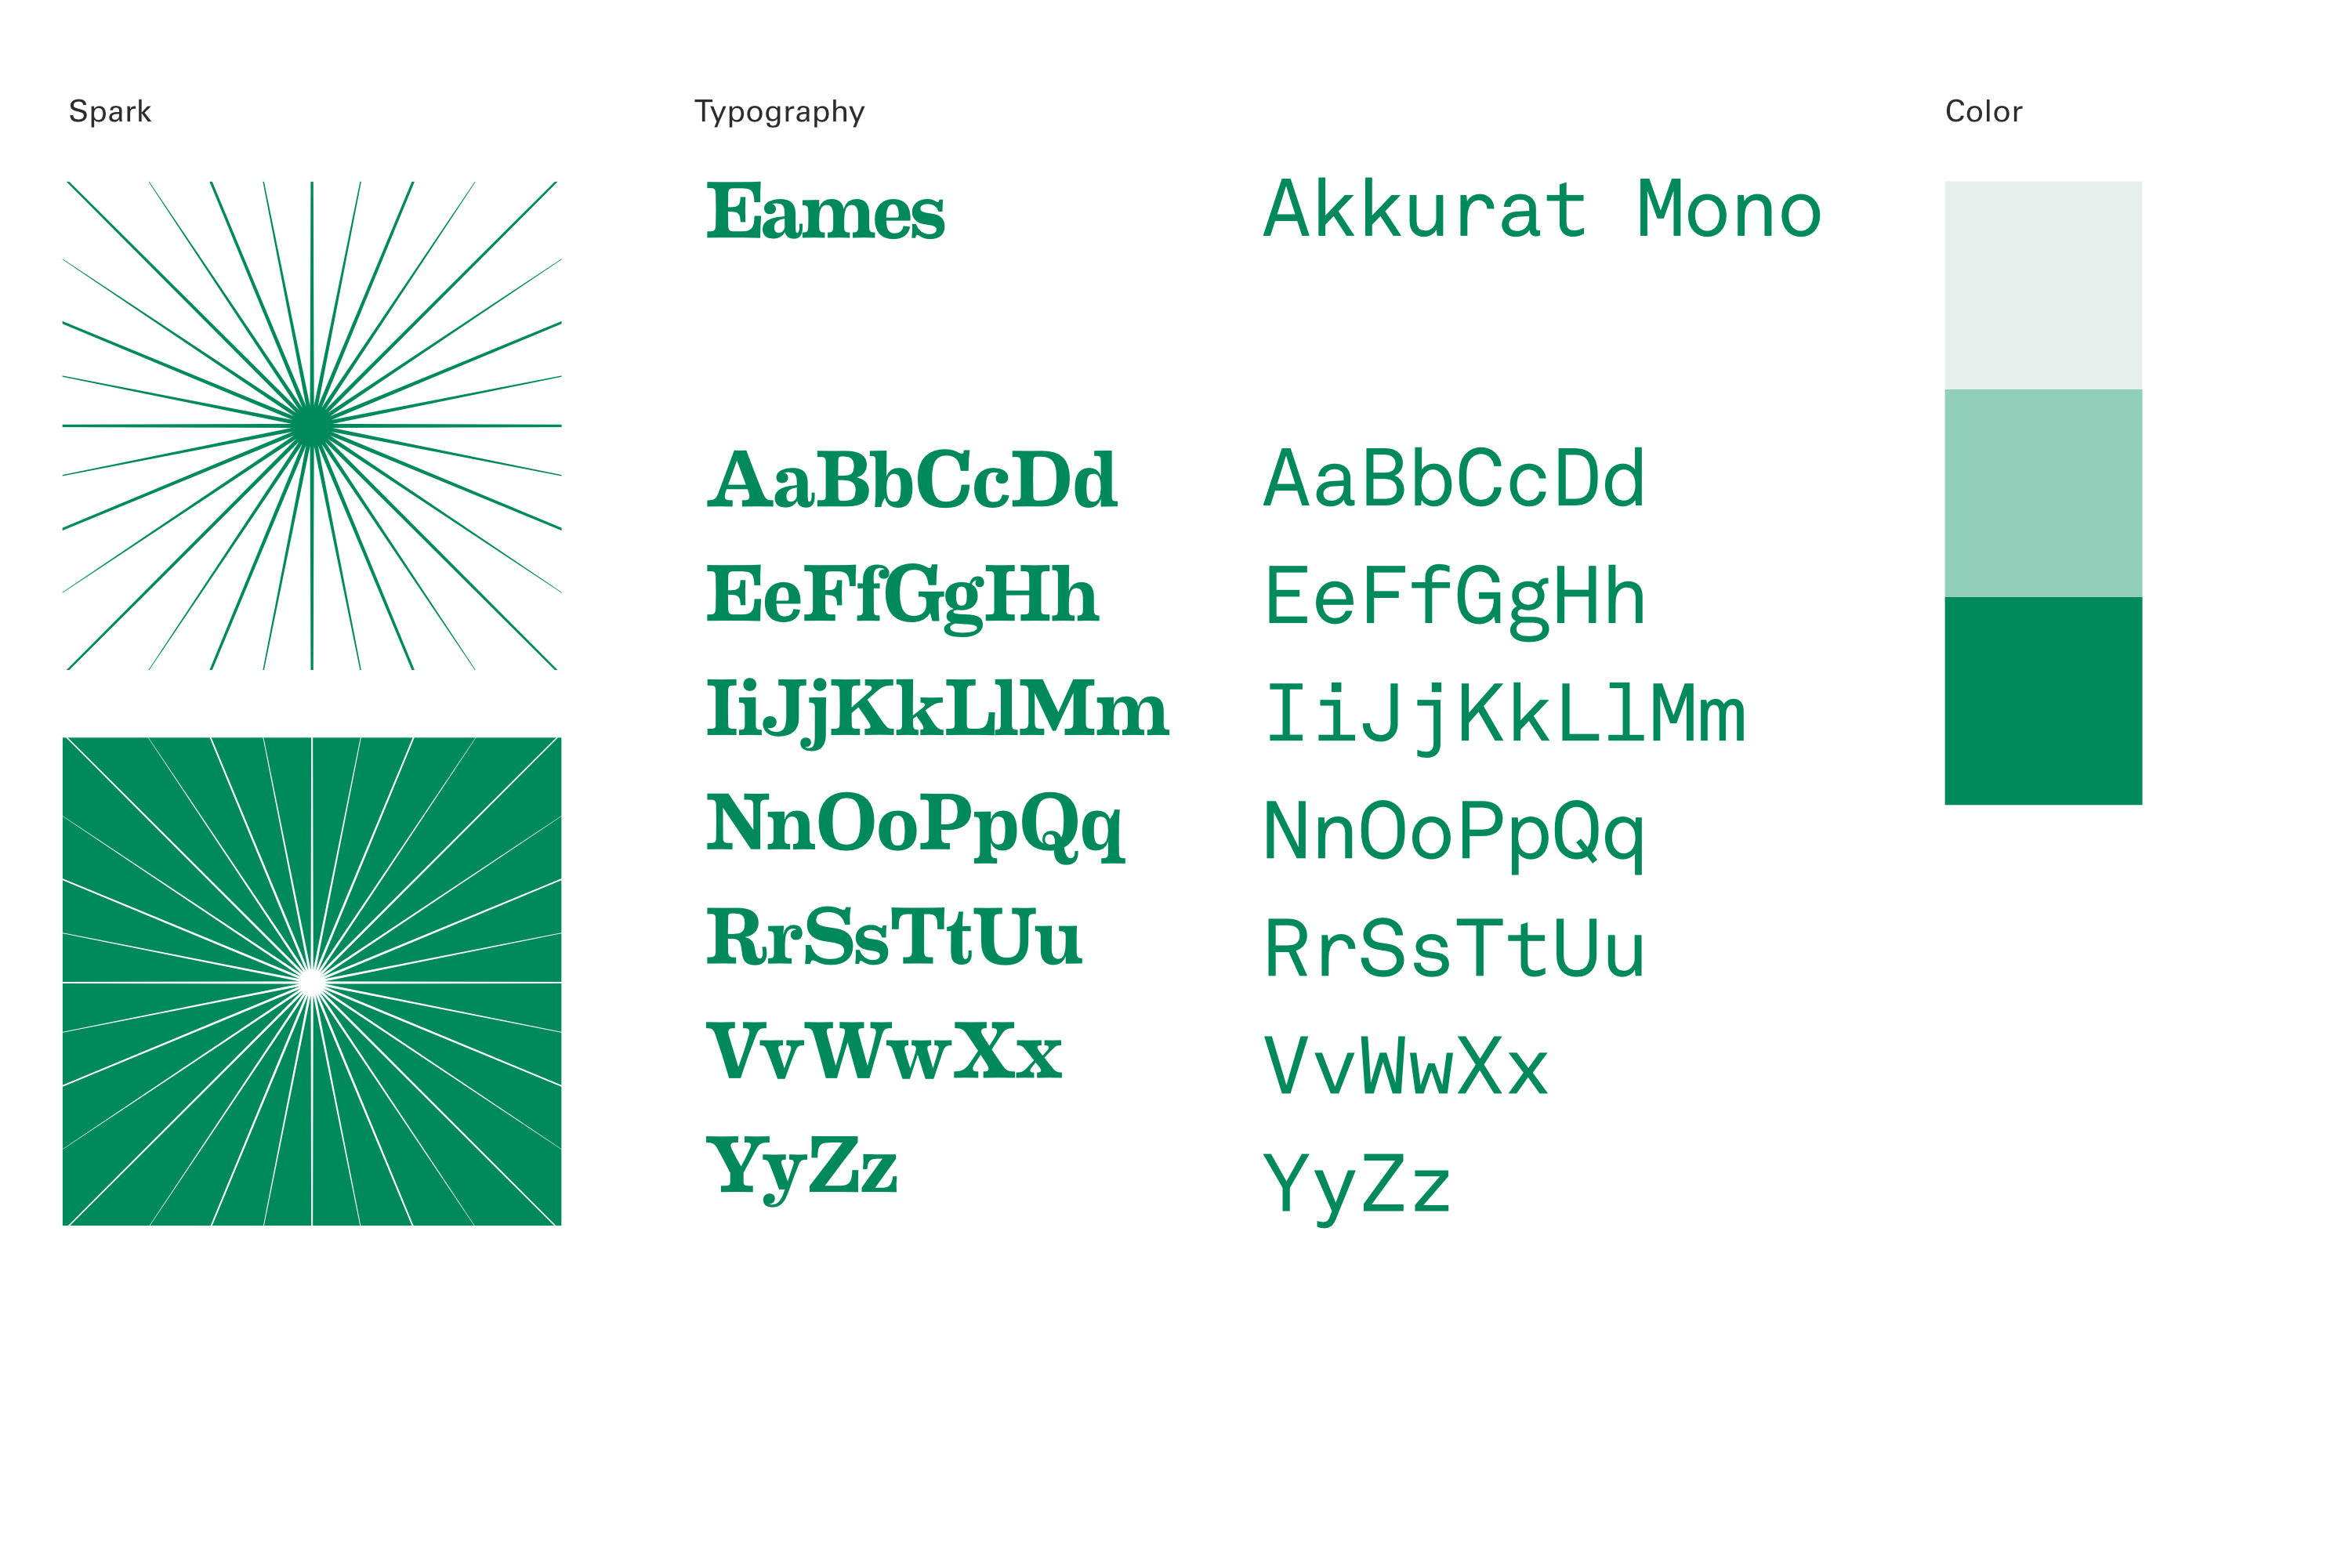 Spark
Typography
Color
Eames
Akkurat Mono
AaBbCcDd
EeFfGgHh
IiJjKkLlMm
NnOoPpQq
RrSsTtUu
VvWwXx
YyZz
AaBbCcDd
EeFfGgHh
IiJjKkLlMm
NnOoPpQq
RrSsTtUu
VvWwXx
YyZz